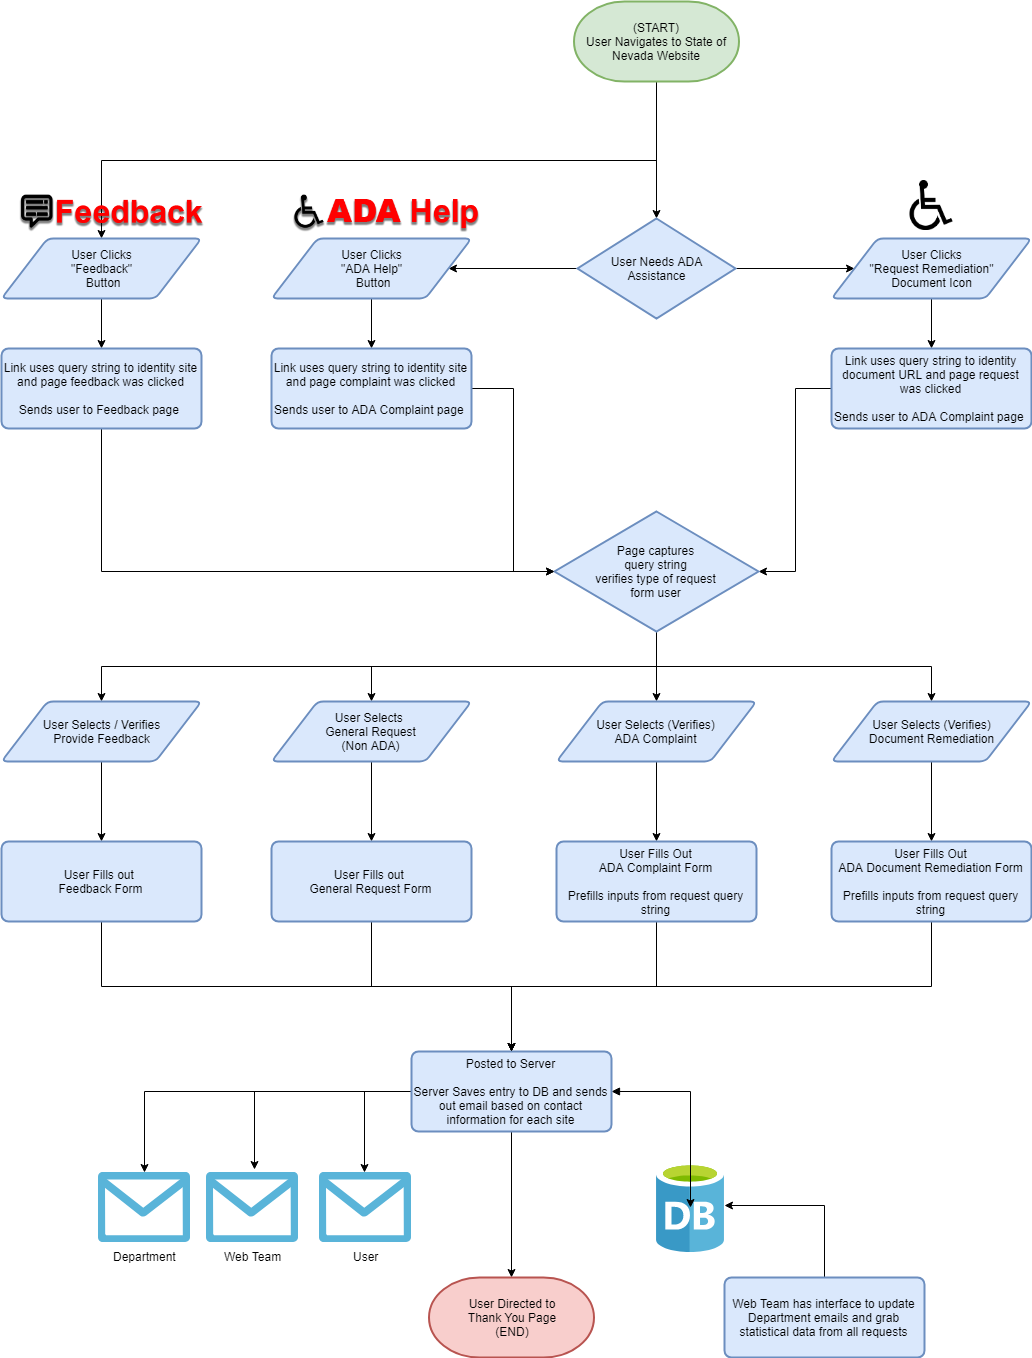 (START)
User Navigates to State of
Nevada Website
Feedback
ADA Help
User Clicks
"Feedback"
Button
User Clicks
"ADA Help"
Button
User Needs ADA
Assistance
User Clicks
"Request Remediation"
Document Icon
Link uses query string to identity site
and page feedback was clicked
Sends user to Feedback page
Link uses query string to identity site
and page complaint was clicked
Sends user to ADA Complaint page
Link uses query string to identity
document URL and page request
was clicked
Sends user to ADA Complaint page
Page captures
query string
verifies type of request
form user
User Selects / Verifies
Provide Feedback
User Selects
General Request
(Non ADA)
User Selects (Verifies)
ADA Complaint
User Selects (Verifies)
Document Remediation
User Fills out
Feedback Form
User Fills out
General Request Form
User Fills Out
ADA Complaint Form
Prefills inputs from request query
string
User Fills Out
ADA Document Remediation Form
Prefills inputs from request query
string
Posted to Server
Server Saves entry to DB and sends
out email based on contact
information for each site
DB
Department
Web Team
User
User Directed to
Thank You Page
(END)
Web Team has interface to update
Department emails and grab
statistical data from all requests